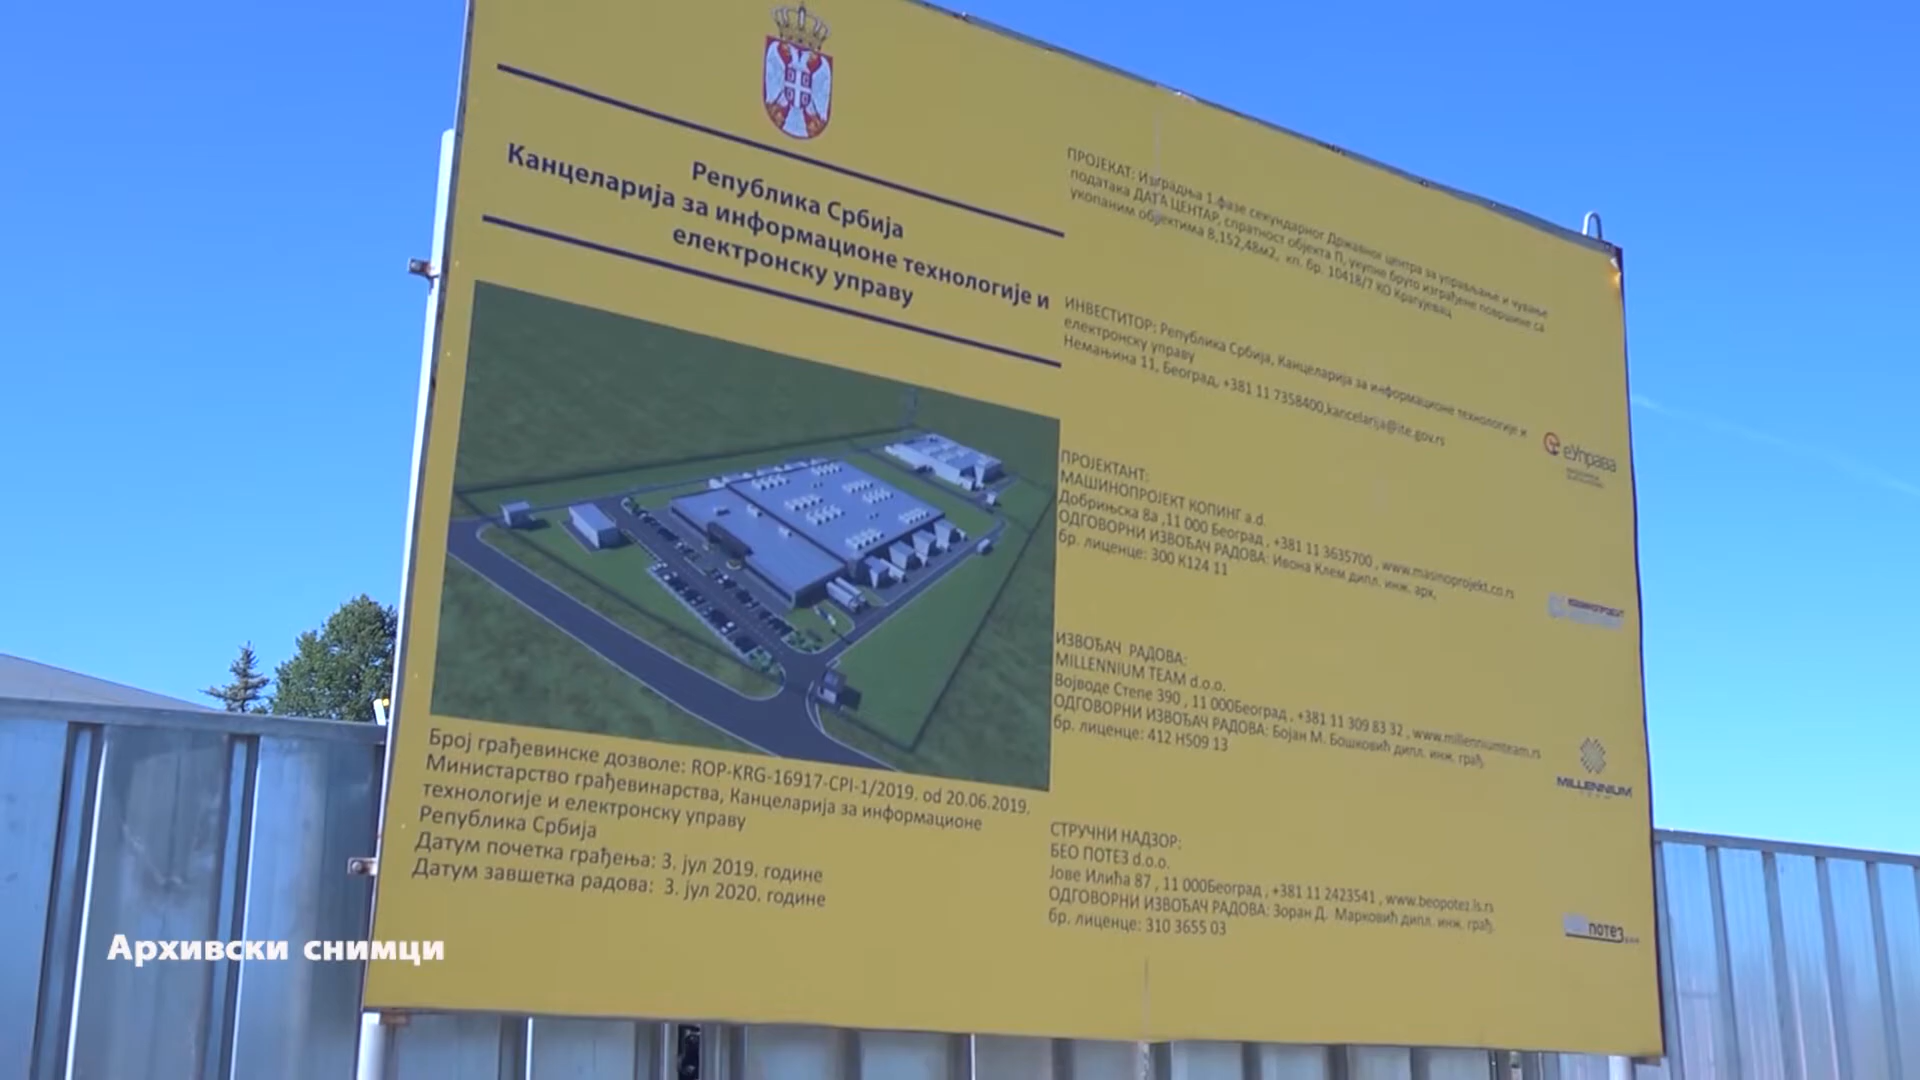 Република Србија
Канцеларија за информационе технологије и
електронску управу
Број грађевинске дозволе: ROP-KRG-16917-CPI-1/2019. od 20.06.2019.
Министарство грађевинарства, Канцеларија за информационе
технологије и електронску управу
Република Србија
Датум почетка грађења: 3. јул 2019. године
Датум завшетка радова: 3. јул 2020. године
ПРОЈЕКАТ: Изградња 1.фазе секундарног Државног центра за управљање и чување
података ДАТА ЦЕНТАР, спратност објекта П, укупне бруто изграђене површине са
укопаним објектима 8,152,48м2, кп. бр. 10418/7 КО Крагујевац
ИНВЕСТИТОР: Република Србија, Канцеларија за информационе технологије и
електронску управу
Немањина 11, Београд, +381 11 7358400,kancelarija@ite.gov.rs
еУправа
ПРОЈЕКТАНТ:
МАШИНОПРОЈЕКТ КОПИНГ a.d.
Добрињска 8а ,11 000 Београд , +381 11 3635700 , www.masinoprojekt.co.rs
ОДГОВОРНИ ИЗВОЂАЧ РАДОВА: Ивона Клем дипл. инж. арх,
бр. лиценце: 300 К124 11
ИЗВОЂАЧ РАДОВА:
MILLENNIUM TEAM d.o.o.
Војводе Степе 390 , 11 000Београд , +381 11 309 83 32 , www.millenniumteam.rs
ОДГОВОРНИ ИЗВОЂАЧ РАДОВА: Бојан М. Бошковић дипл. инж. грађ.
бр. лиценце: 412 Н509 13
MILLENNIUM
TEAM
СТРУЧНИ НАДЗОР:
БЕО ПОТЕЗ d.o.o.
Јове Илића 87 , 11 000Београд , +381 11 2423541 , www.beopotez.ls.rs
ОДГОВОРНИ ИЗВОЂАЧ РАДОВА: Зоран Д. Марковић дипл. инж. грађ.
бр. лиценце: 310 3655 03
ПОТЕЗ
Архивски снимци